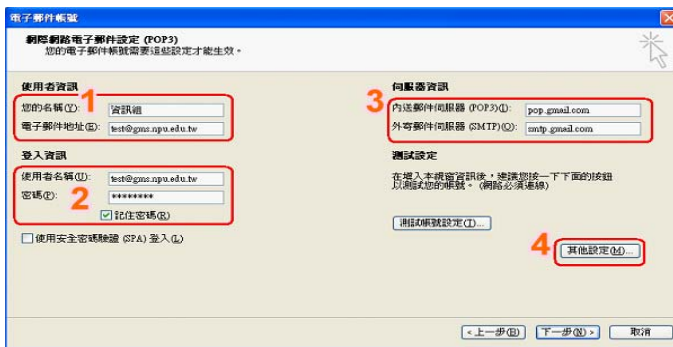 電子郵件帳號
網際網路電子郵件設定 (POP3)
您的電子郵件帳號需要這些設定才能生效。
使用者資訊
1
您的名稱(Y):
資訊組
電子郵件地址(E):
test@gms.npu.edu.tw
登入資訊
使用者名稱(U):
test@gms.npu.edu.tw
密碼(P):
********
2
記住密碼(R)
使用安全密碼驗證 (SPA) 登入(L)
伺服器資訊
3
內送郵件伺服器 (POP3)(I):
pop.gmail.com
外寄郵件伺服器 (SMTP)(O):
smtp.gmail.com
測試設定
在填入本視窗資訊後，建議您按一下下面的按鈕
以測試您的帳號。(網路必須連線)
測試帳號設定(T)...
4
其他設定(M)...
<上一步(B)
下一步(N)>
取消